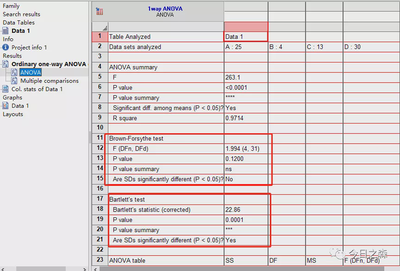 Family
Search results
Data Tables
Data 1
Info
Project info 1
Results
Ordinary one-way ANOVA
ANOVA
Multiple comparisons
Col. stats of Data 1
Graphs
Data 1
Layouts
1way ANOVA
ANOVA
1 Table Analyzed Data 1
2 Data sets analyzed A : 25 B : 4 C : 13 D : 30
3
4 ANOVA summary
5 F 263.1
6 P value <0.0001
7 P value summary ****
8 Significant diff. among means (P < 0.05)? Yes
9 R square 0.9714
10
11 Brown-Forsythe test
12 F (DFn, DFd) 1.994 (4, 31)
13 P value 0.1200
14 P value summary ns
15 Are SDs significantly different (P < 0.05)? No
16
17 Bartlett's test
18 Bartlett's statistic (corrected) 22.86
19 P value 0.0001
20 P value summary ***
21 Are SDs significantly different (P < 0.05)? Yes
22
23 ANOVA table SS DF MS F (DFn, DFd)
今日之森